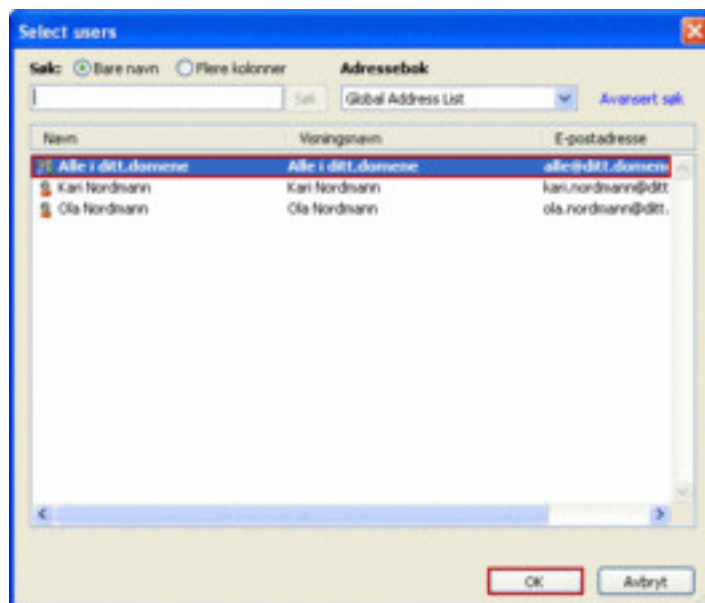 Select users
Søk: Bare navn Flere kolonner Adressebok
Søk Global Address List Avansert søk
Navn Visningsnavn E-postadresse
Alle i ditt.domene Alle i ditt.domene alle@ditt.domen
Kari Nordmann Kari Nordmann kari.nordmann@ditt
Ola Nordmann Ola Nordmann ola.nordmann@ditt.
OK Avbryt